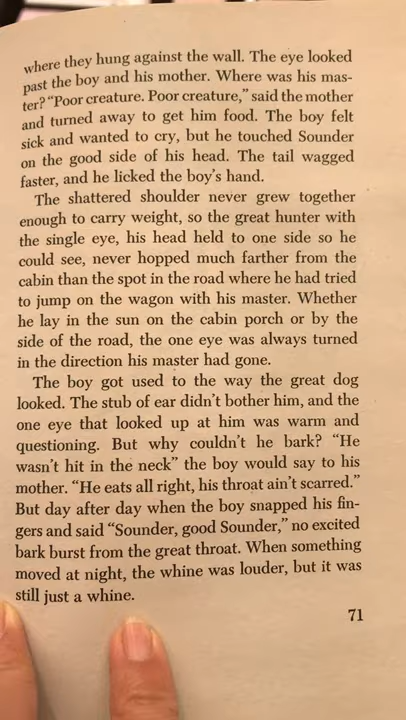 where they hung against the wall. The eye looked
past the boy and his mother. Where was his mas-
ter? “Poor creature. Poor creature,” said the mother
and turned away to get him food. The boy felt
sick and wanted to cry, but he touched Sounder
on the good side of his head. The tail wagged
faster, and he licked the boy’s hand.
The shattered shoulder never grew together
enough to carry weight, so the great hunter with
the single eye, his head held to one side so he
could see, never hopped much farther from the
cabin than the spot in the road where he had tried
to jump on the wagon with his master. Whether
he lay in the sun on the cabin porch or by the
side of the road, the one eye was always turned
in the direction his master had gone.
The boy got used to the way the great dog
looked. The stub of ear didn’t bother him, and the
one eye that looked up at him was warm and
questioning. But why couldn’t he bark? “He
wasn’t hit in the neck” the boy would say to his
mother. “He eats all right, his throat ain’t scarred.”
But day after day when the boy snapped his fin-
gers and said “Sounder, good Sounder,” no excited
bark burst from the great throat. When something
moved at night, the whine was louder, but it was
still just a whine.
71